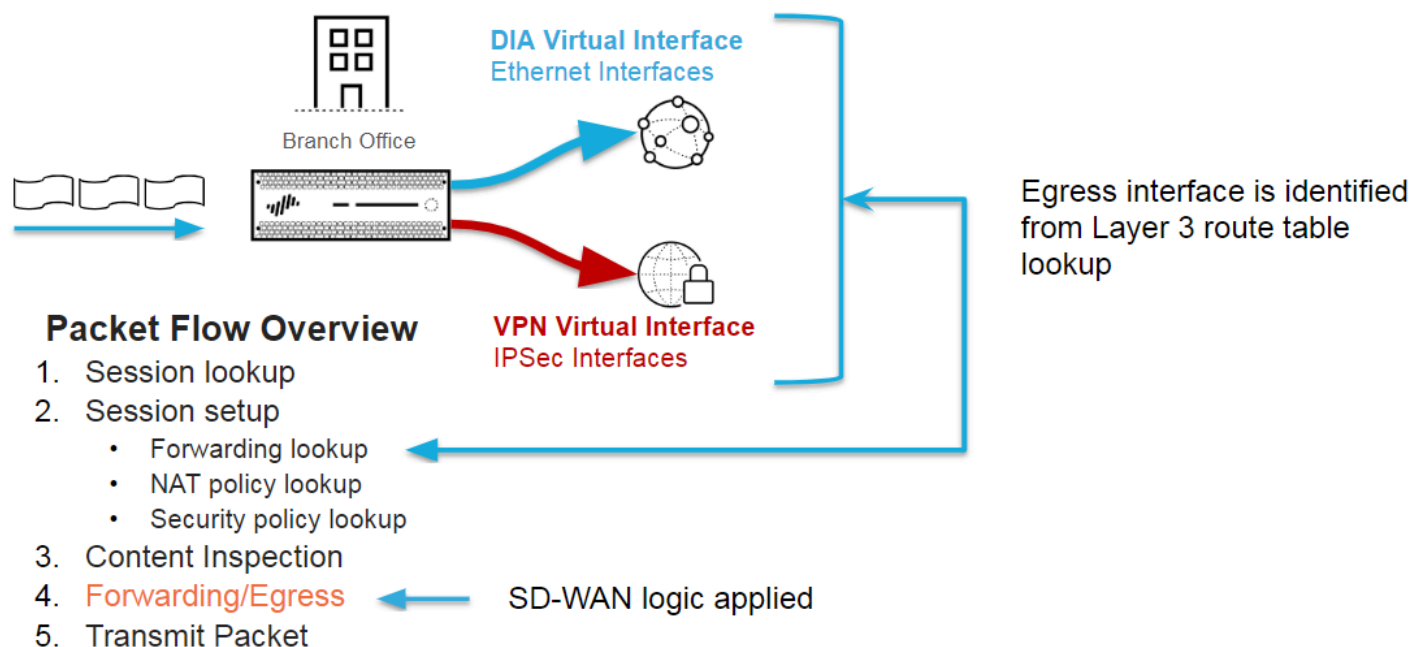 DIA Virtual Interface
Ethernet Interfaces
Branch Office
Egress interface is identified
from Layer 3 route table
lookup
VPN Virtual Interface
IPSec Interfaces
Packet Flow Overview
1. Session lookup
2. Session setup
• Forwarding lookup
• NAT policy lookup
• Security policy lookup
3. Content Inspection
4. Forwarding/Egress
SD-WAN logic applied
5. Transmit Packet